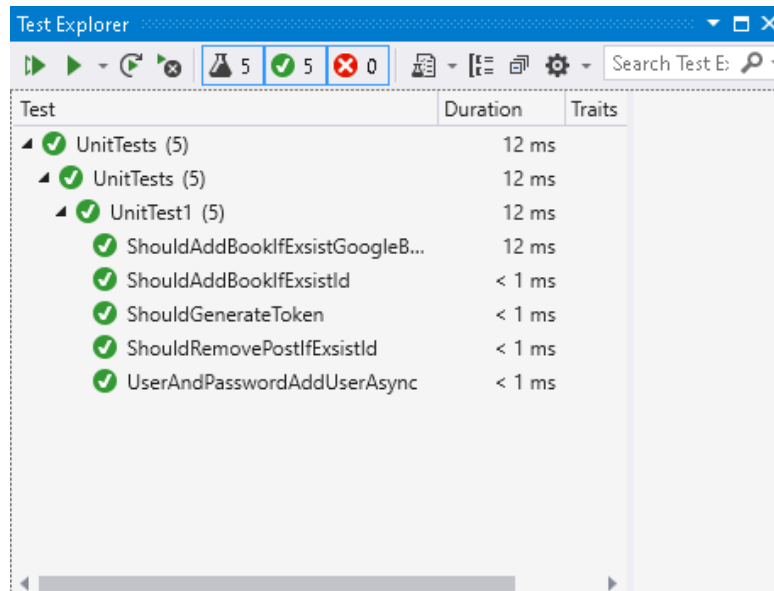 Test Explorer
5 5 0 Search Test E
Test Duration Traits
UnitTests (5) 12 ms
UnitTests (5) 12 ms
UnitTest1 (5) 12 ms
ShouldAddBookIfExsistGoogleB... 12 ms
ShouldAddBookIfExsistId < 1 ms
ShouldGenerateToken < 1 ms
ShouldRemovePostIfExsistId < 1 ms
UserAndPasswordAddUserAsync < 1 ms